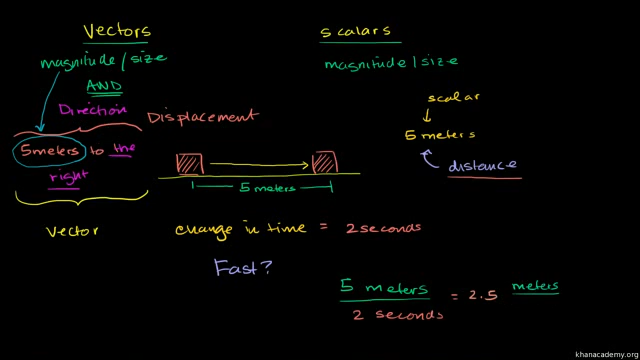 Vectors
magnitude/size
AND
Direction
Displacement
5 meters to the
right
Vector
scalars
magnitude/size
scalar
5 meters
distance
5 meters
change in time = 2 seconds
Fast?
5 meters
2 seconds
= 2.5 meters
khanacademy.org